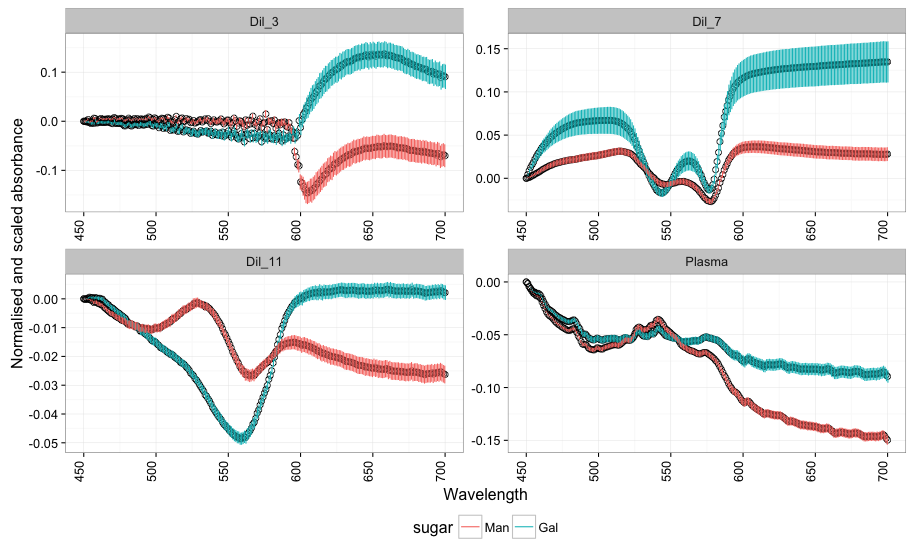 Dil_3
Dil_7
Normalised and scaled absorbance
0.1
0.0
-0.1
450 500 550 600 650 700
0.15
0.10
0.05
0.00
450 500 550 600 650 700
Dil_11
Plasma
0.00
-0.01
-0.02
-0.03
-0.04
-0.05
450 500 550 600 650 700
0.00
-0.05
-0.10
-0.15
450 500 550 600 650 700
Wavelength
sugar Man Gal